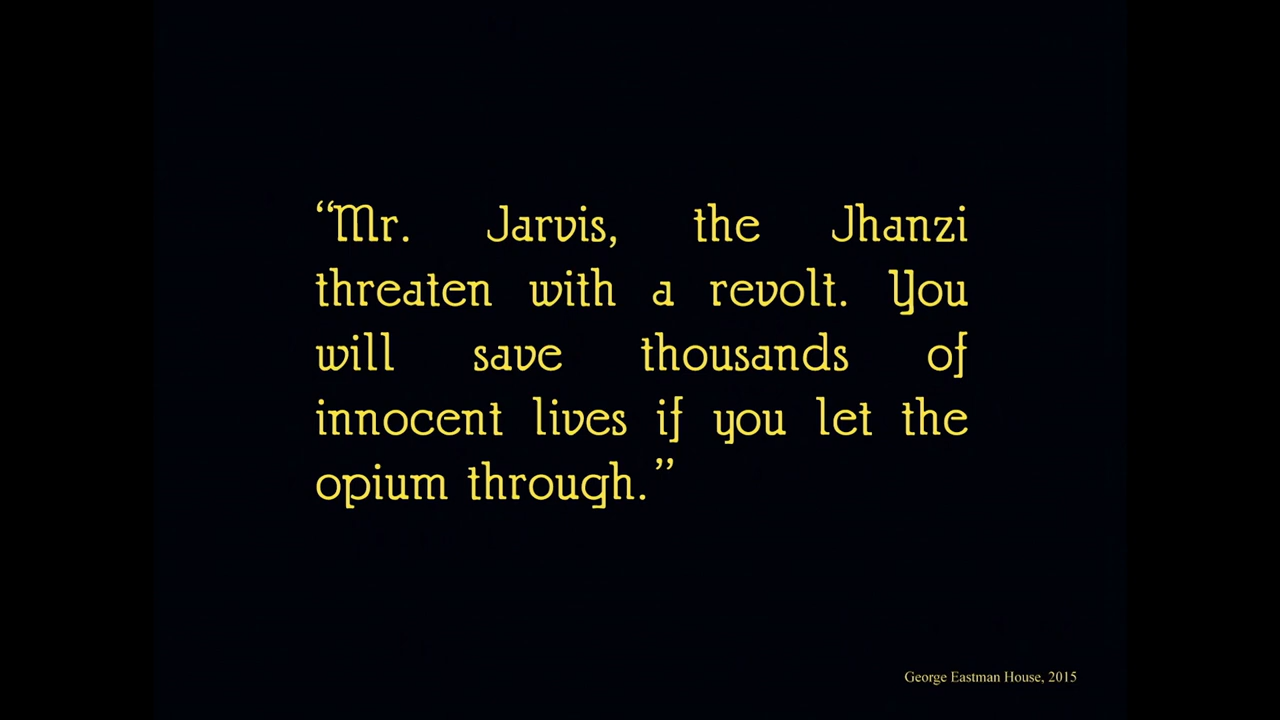 “Mr. Jarvis, the Jhanzi
threaten with a revolt. You
will save thousands of
innocent lives if you let the
opium through.”
George Eastman House, 2015